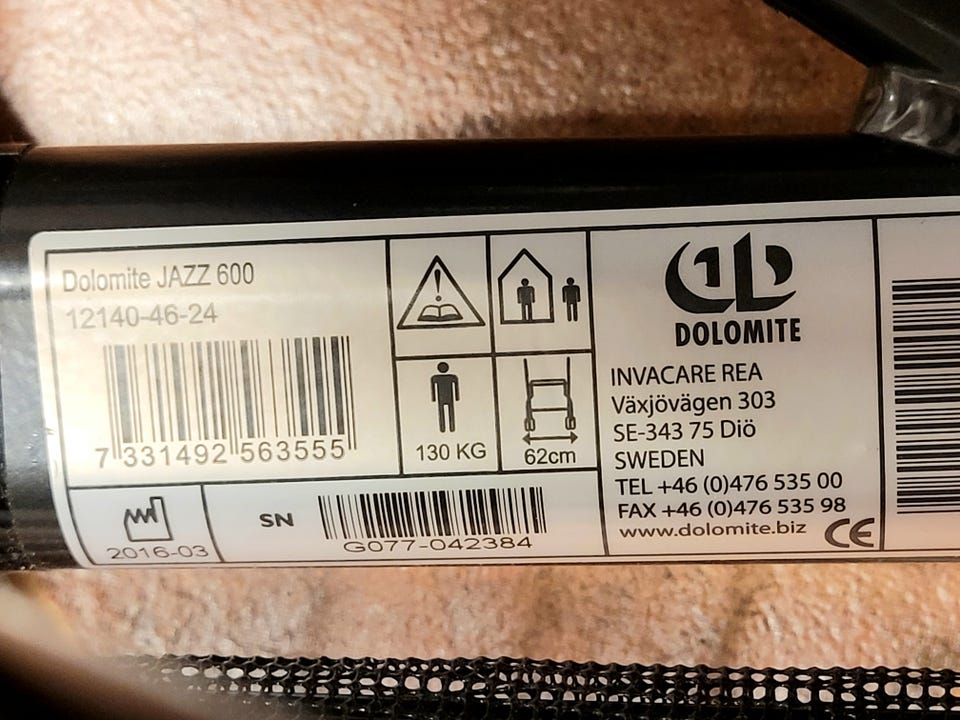 Dolomite JAZZ 600
12140-46-24
7 331492 563555
2016-03
SN
G077-042384
130 KG
62cm
DOLOMITE
INVACARE REA
Växjövägen 303
SE-343 75 Diö
SWEDEN
TEL +46 (0)476 535 00
FAX +46 (0)476 535 98
www.dolomite.biz
CE